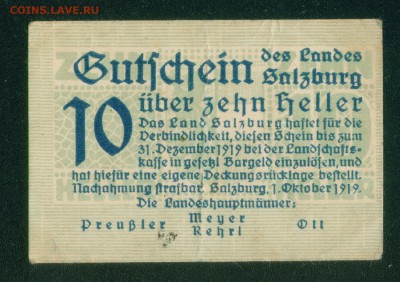 COINS.LAVE.RU
Gutschein des Landes Salzburg
10 über zehn Heller
Das Land Salzburg haftet für die
Verbindlichkeit, diesen Schein bis zum
31. Dezember 1919 bei der Landschafts-
kasse in gesetzl Bargeld einzulösen, und
hat hiefür eine eigene Deckungsrücklage bestellt.
Nachahmung strafbar. Salzburg, 1. Oktober 1919.
Die Landeshauptmänner:
Preußler Meyer Ott
Rehrl
HELLER